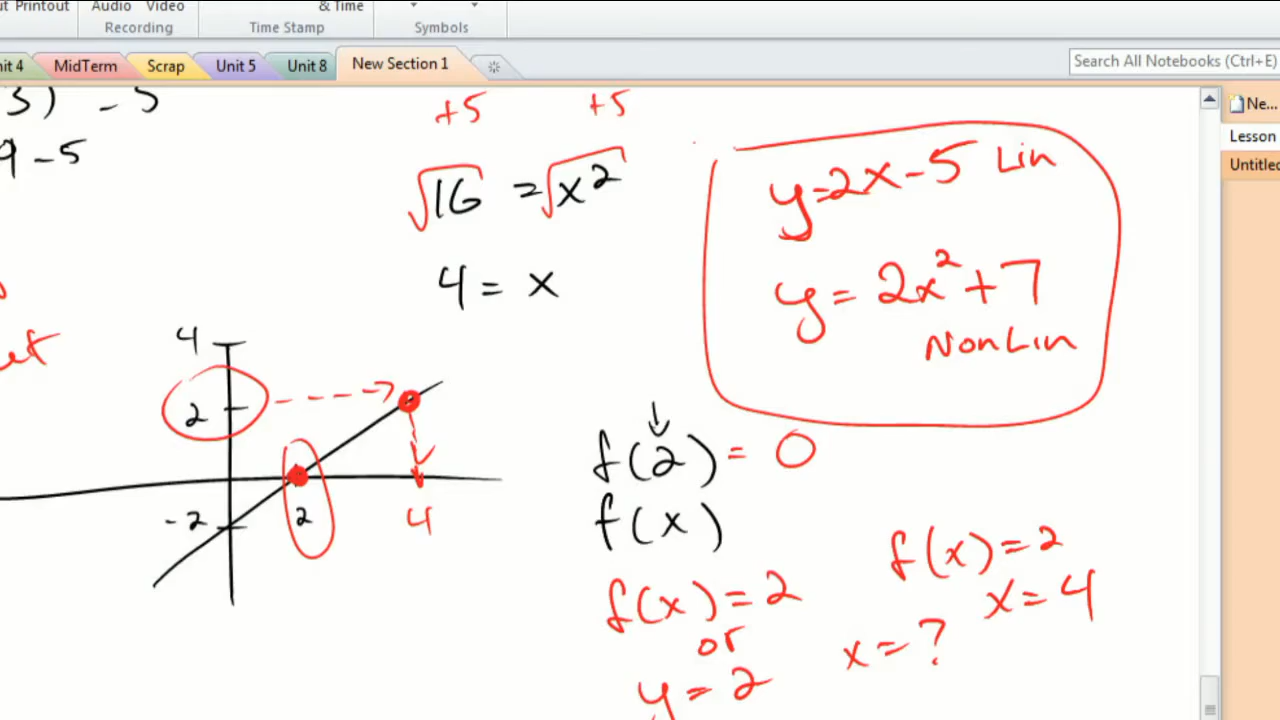 Printout Audio Video & Time
Recording Time Stamp Symbols
nit 4 MidTerm Scrap Unit 5 Unit 8 New Section 1
Search All Notebooks (Ctrl+E)
Ne...
Lesson
Untitled
3) - 5
9 - 5
+5 +5
√16 = √x²
4 = x
y=2x-5 Lin
y = 2x² + 7
NonLin
4
2
-2
2
4
f(2) = 0
f(x)
f(x) = 2
or
y = 2
x = ?
f(x) = 2
x = 4